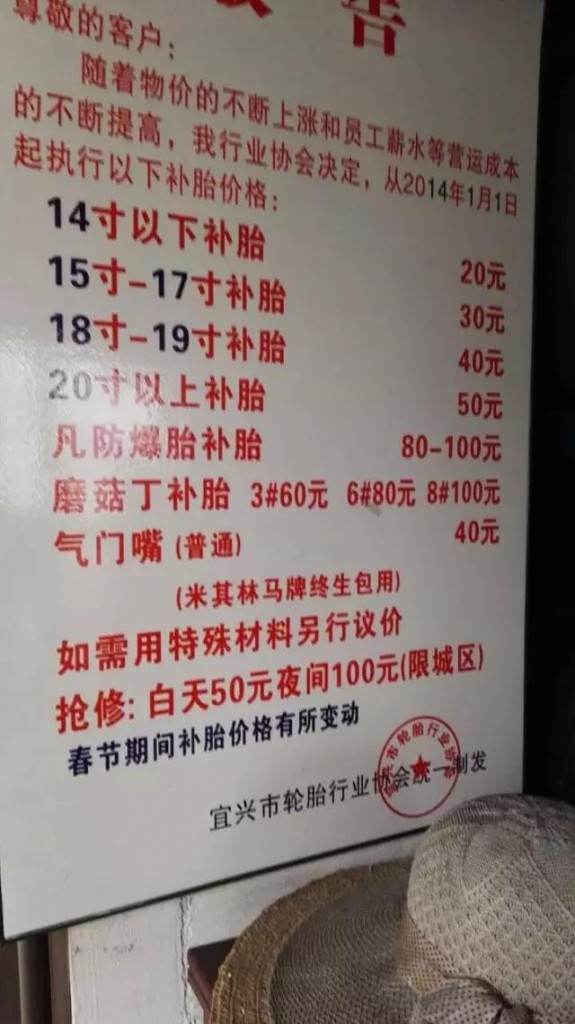 告
尊敬的客户：
随着物价的不断上涨和员工薪水等营运成本
的不断提高，我行业协会决定，从2014年1月1日
起执行以下补胎价格：
14寸以下补胎 20元
15寸-17寸补胎 30元
18寸-19寸补胎 40元
20寸以上补胎 50元
凡防爆胎补胎 80-100元
磨菇丁补胎 3#60元 6#80元 8#100元
气门嘴(普通) 40元
(米其林马牌终生包用)
如需用特殊材料另行议价
抢修:白天50元夜间100元(限城区)
春节期间补胎价格有所变动
宜兴市轮胎行业协会统一制发